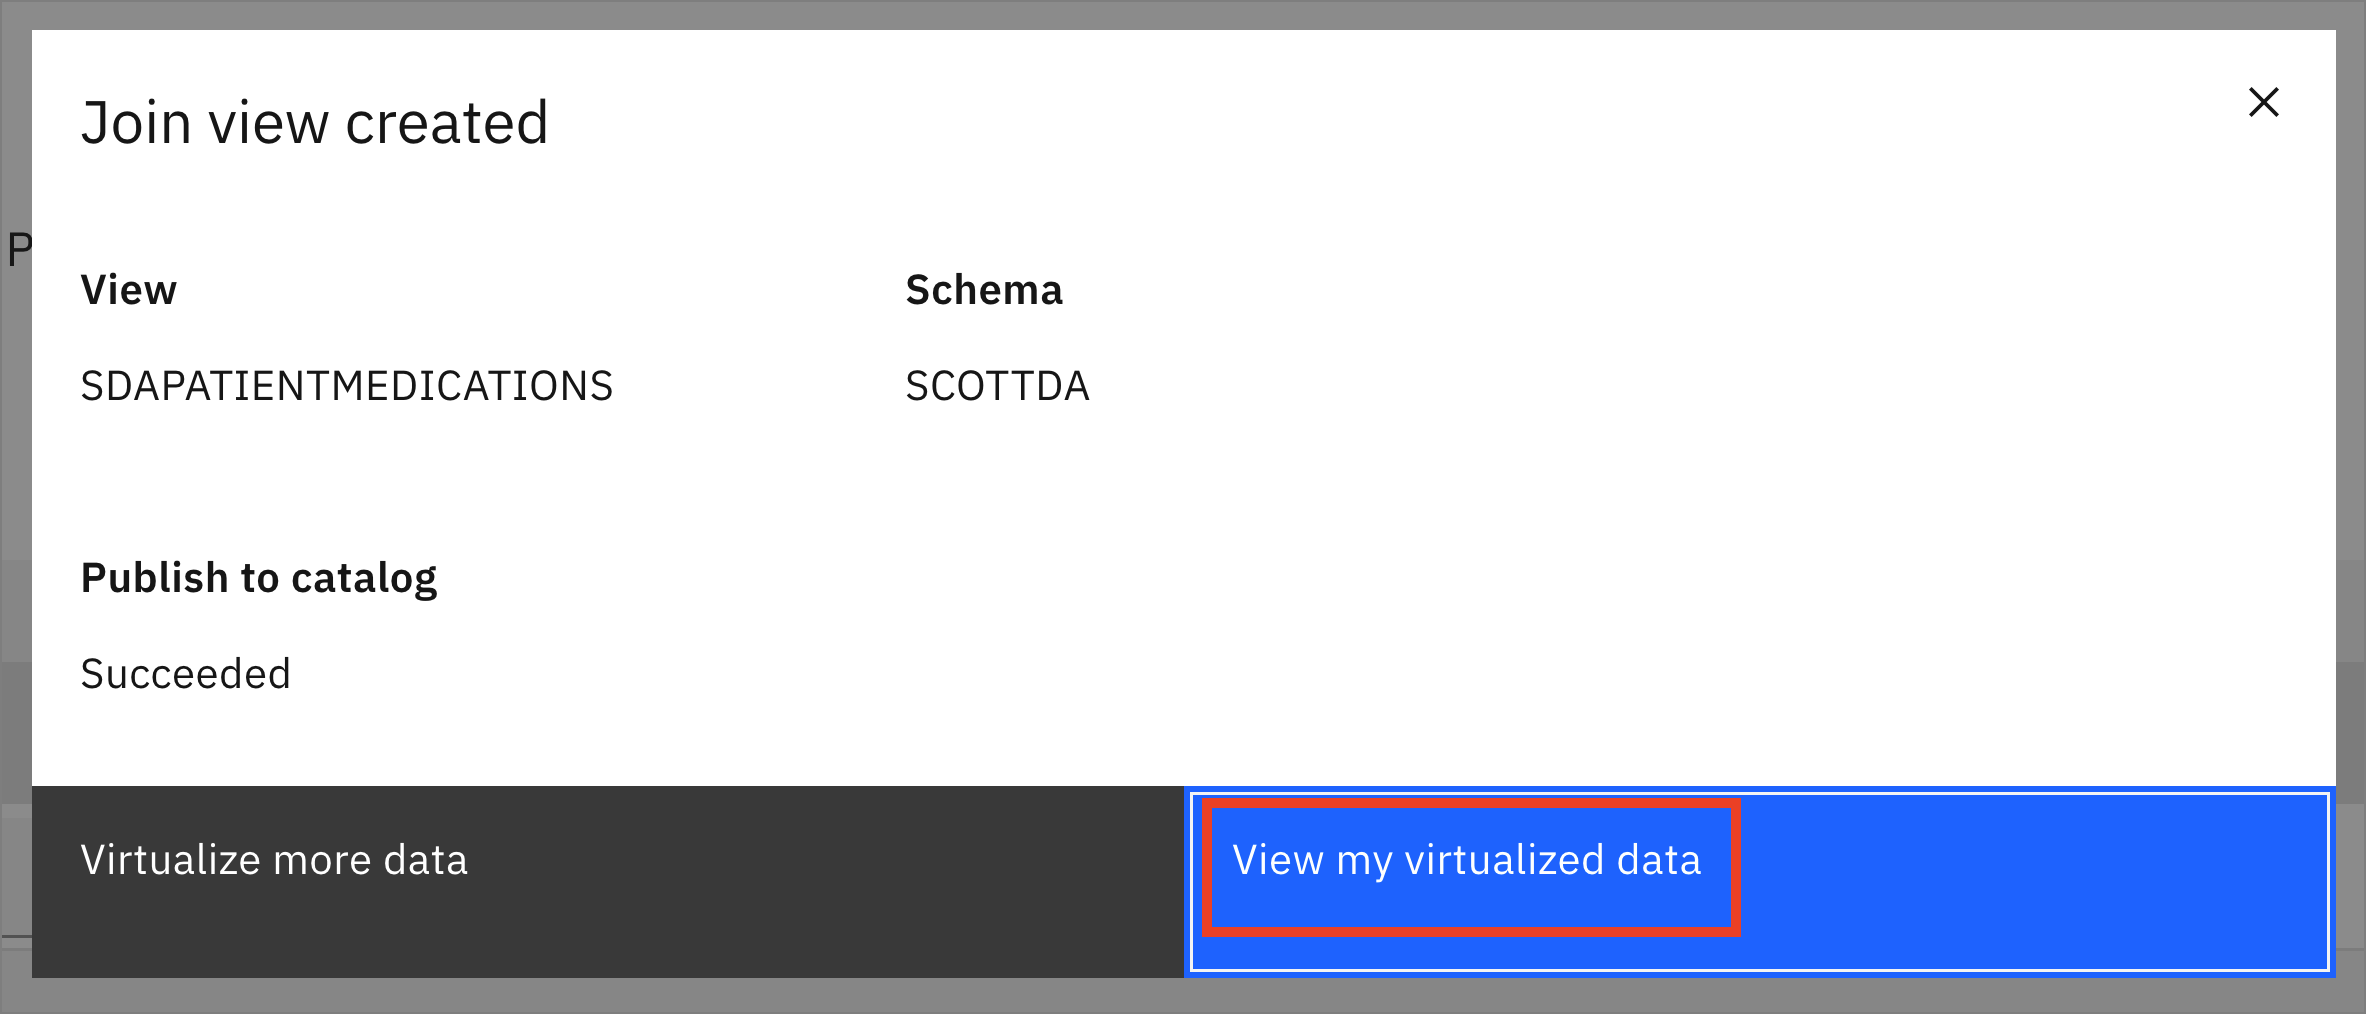 Join view created
P
View
Schema
SDAPATIENTMEDICATIONS
SCOTTDA
Publish to catalog
Succeeded
Virtualize more data
View my virtualized data